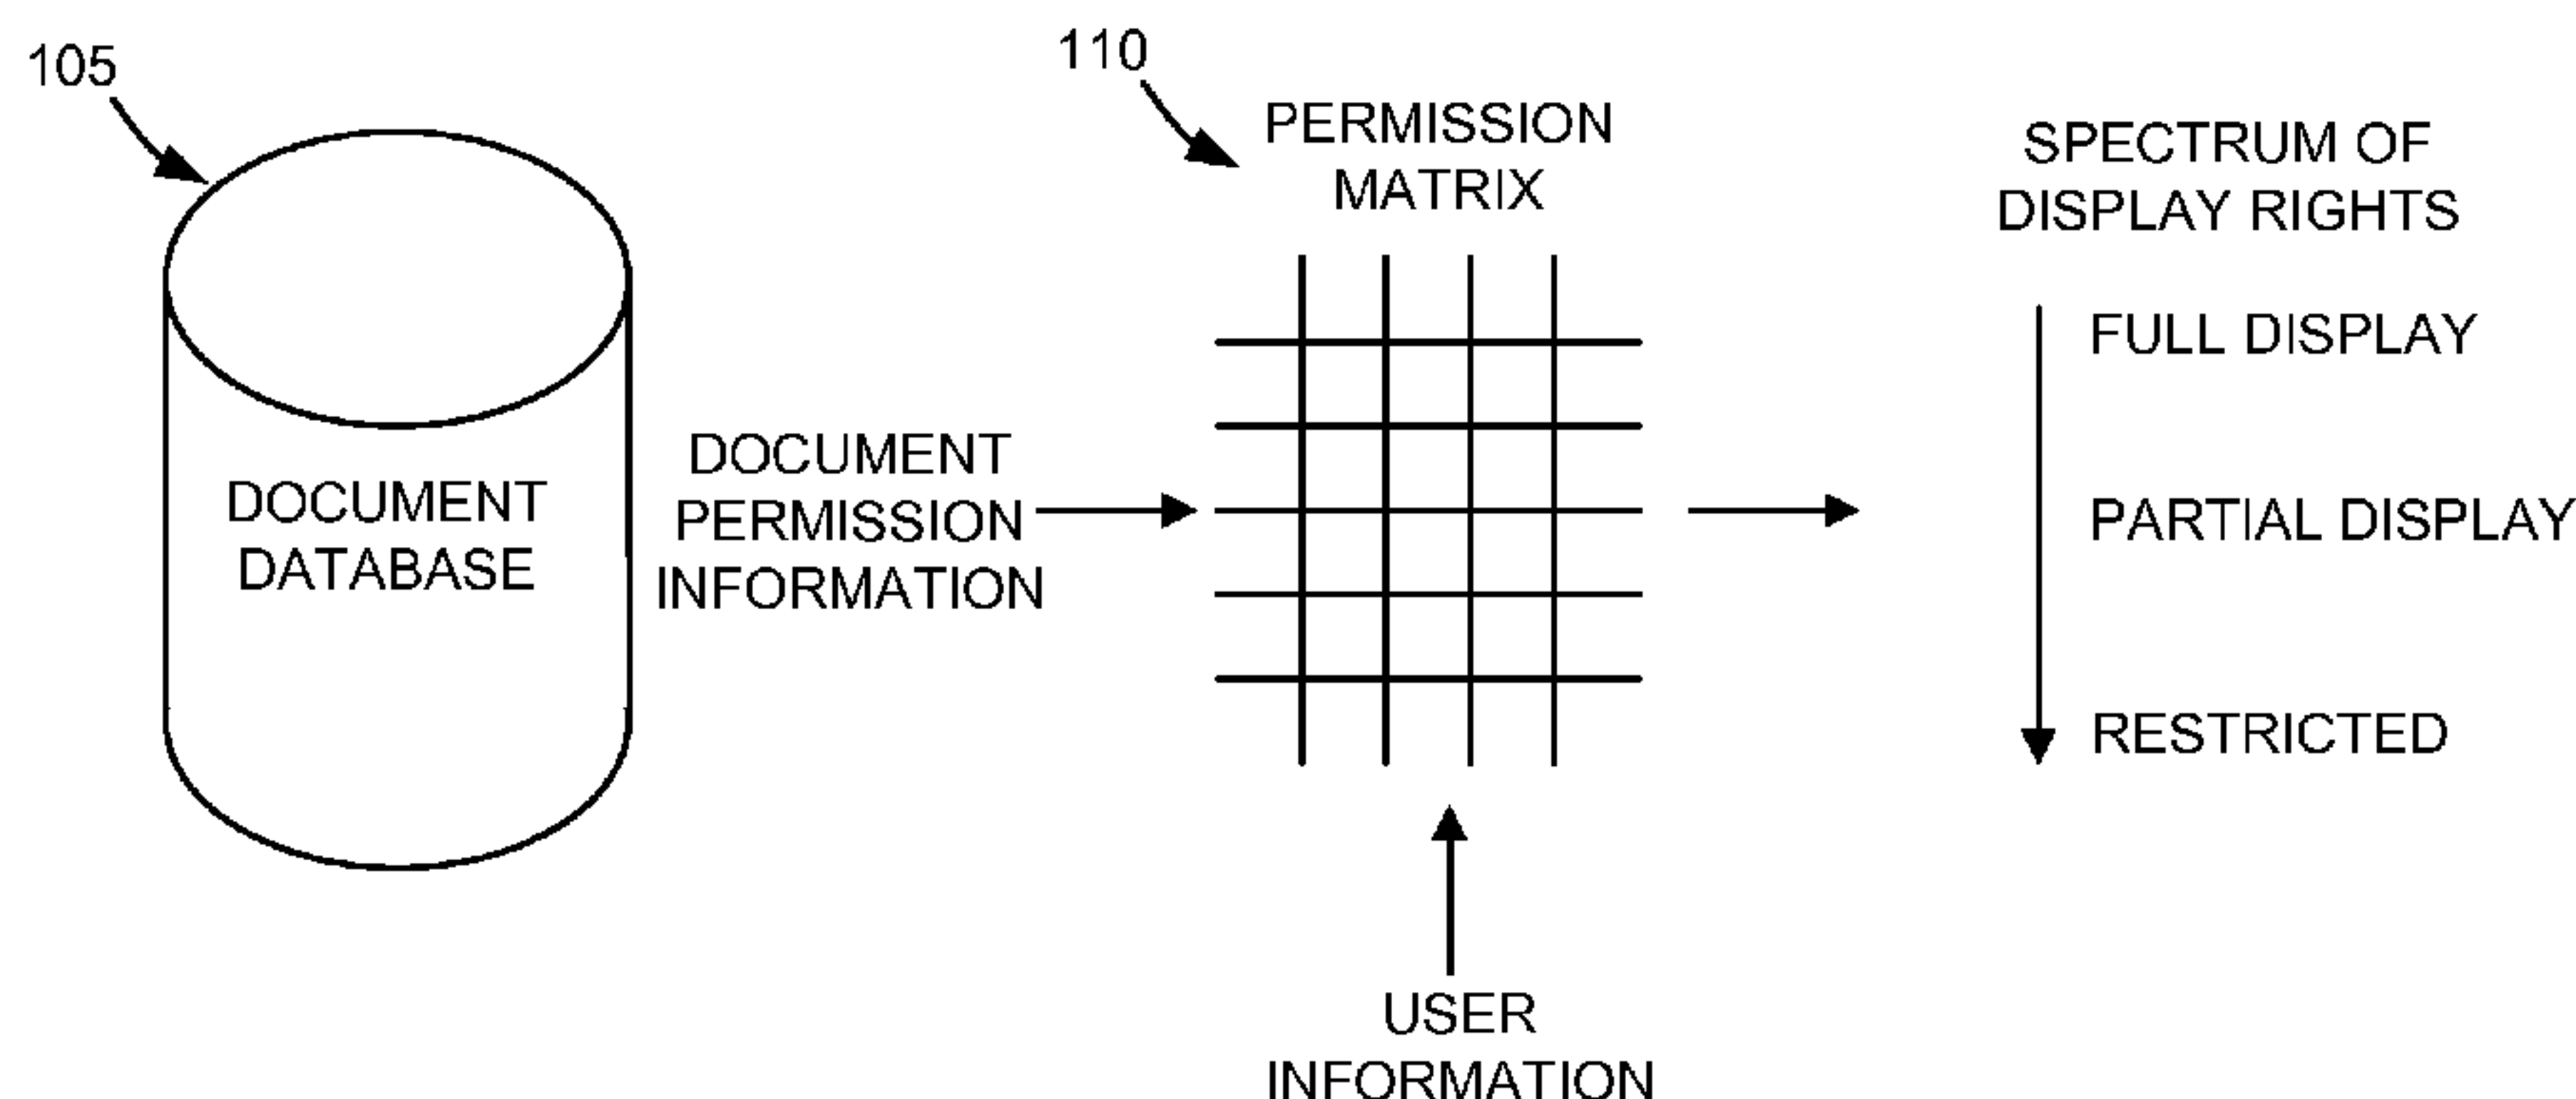 105
110
PERMISSION
MATRIX
SPECTRUM OF
DISPLAY RIGHTS
FULL DISPLAY
PARTIAL DISPLAY
RESTRICTED
DOCUMENT
DATABASE
DOCUMENT
PERMISSION
INFORMATION
USER
INFORMATION